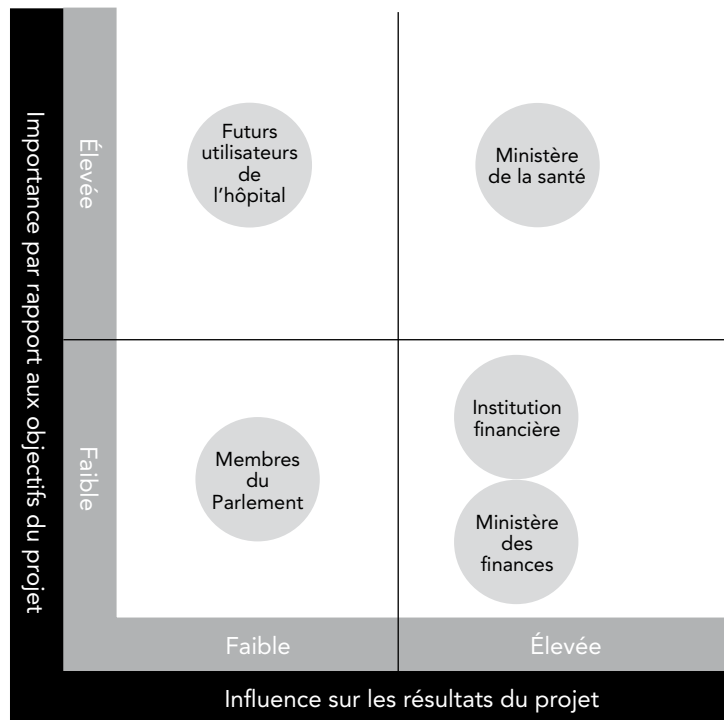 Importance par rapport aux objectifs du projet
Élevée
Faible
Futurs
utilisateurs
de
l'hôpital
Ministère
de la santé
Membres
du
Parlement
Institution
financière
Ministère
des
finances
Faible
Élevée
Influence sur les résultats du projet